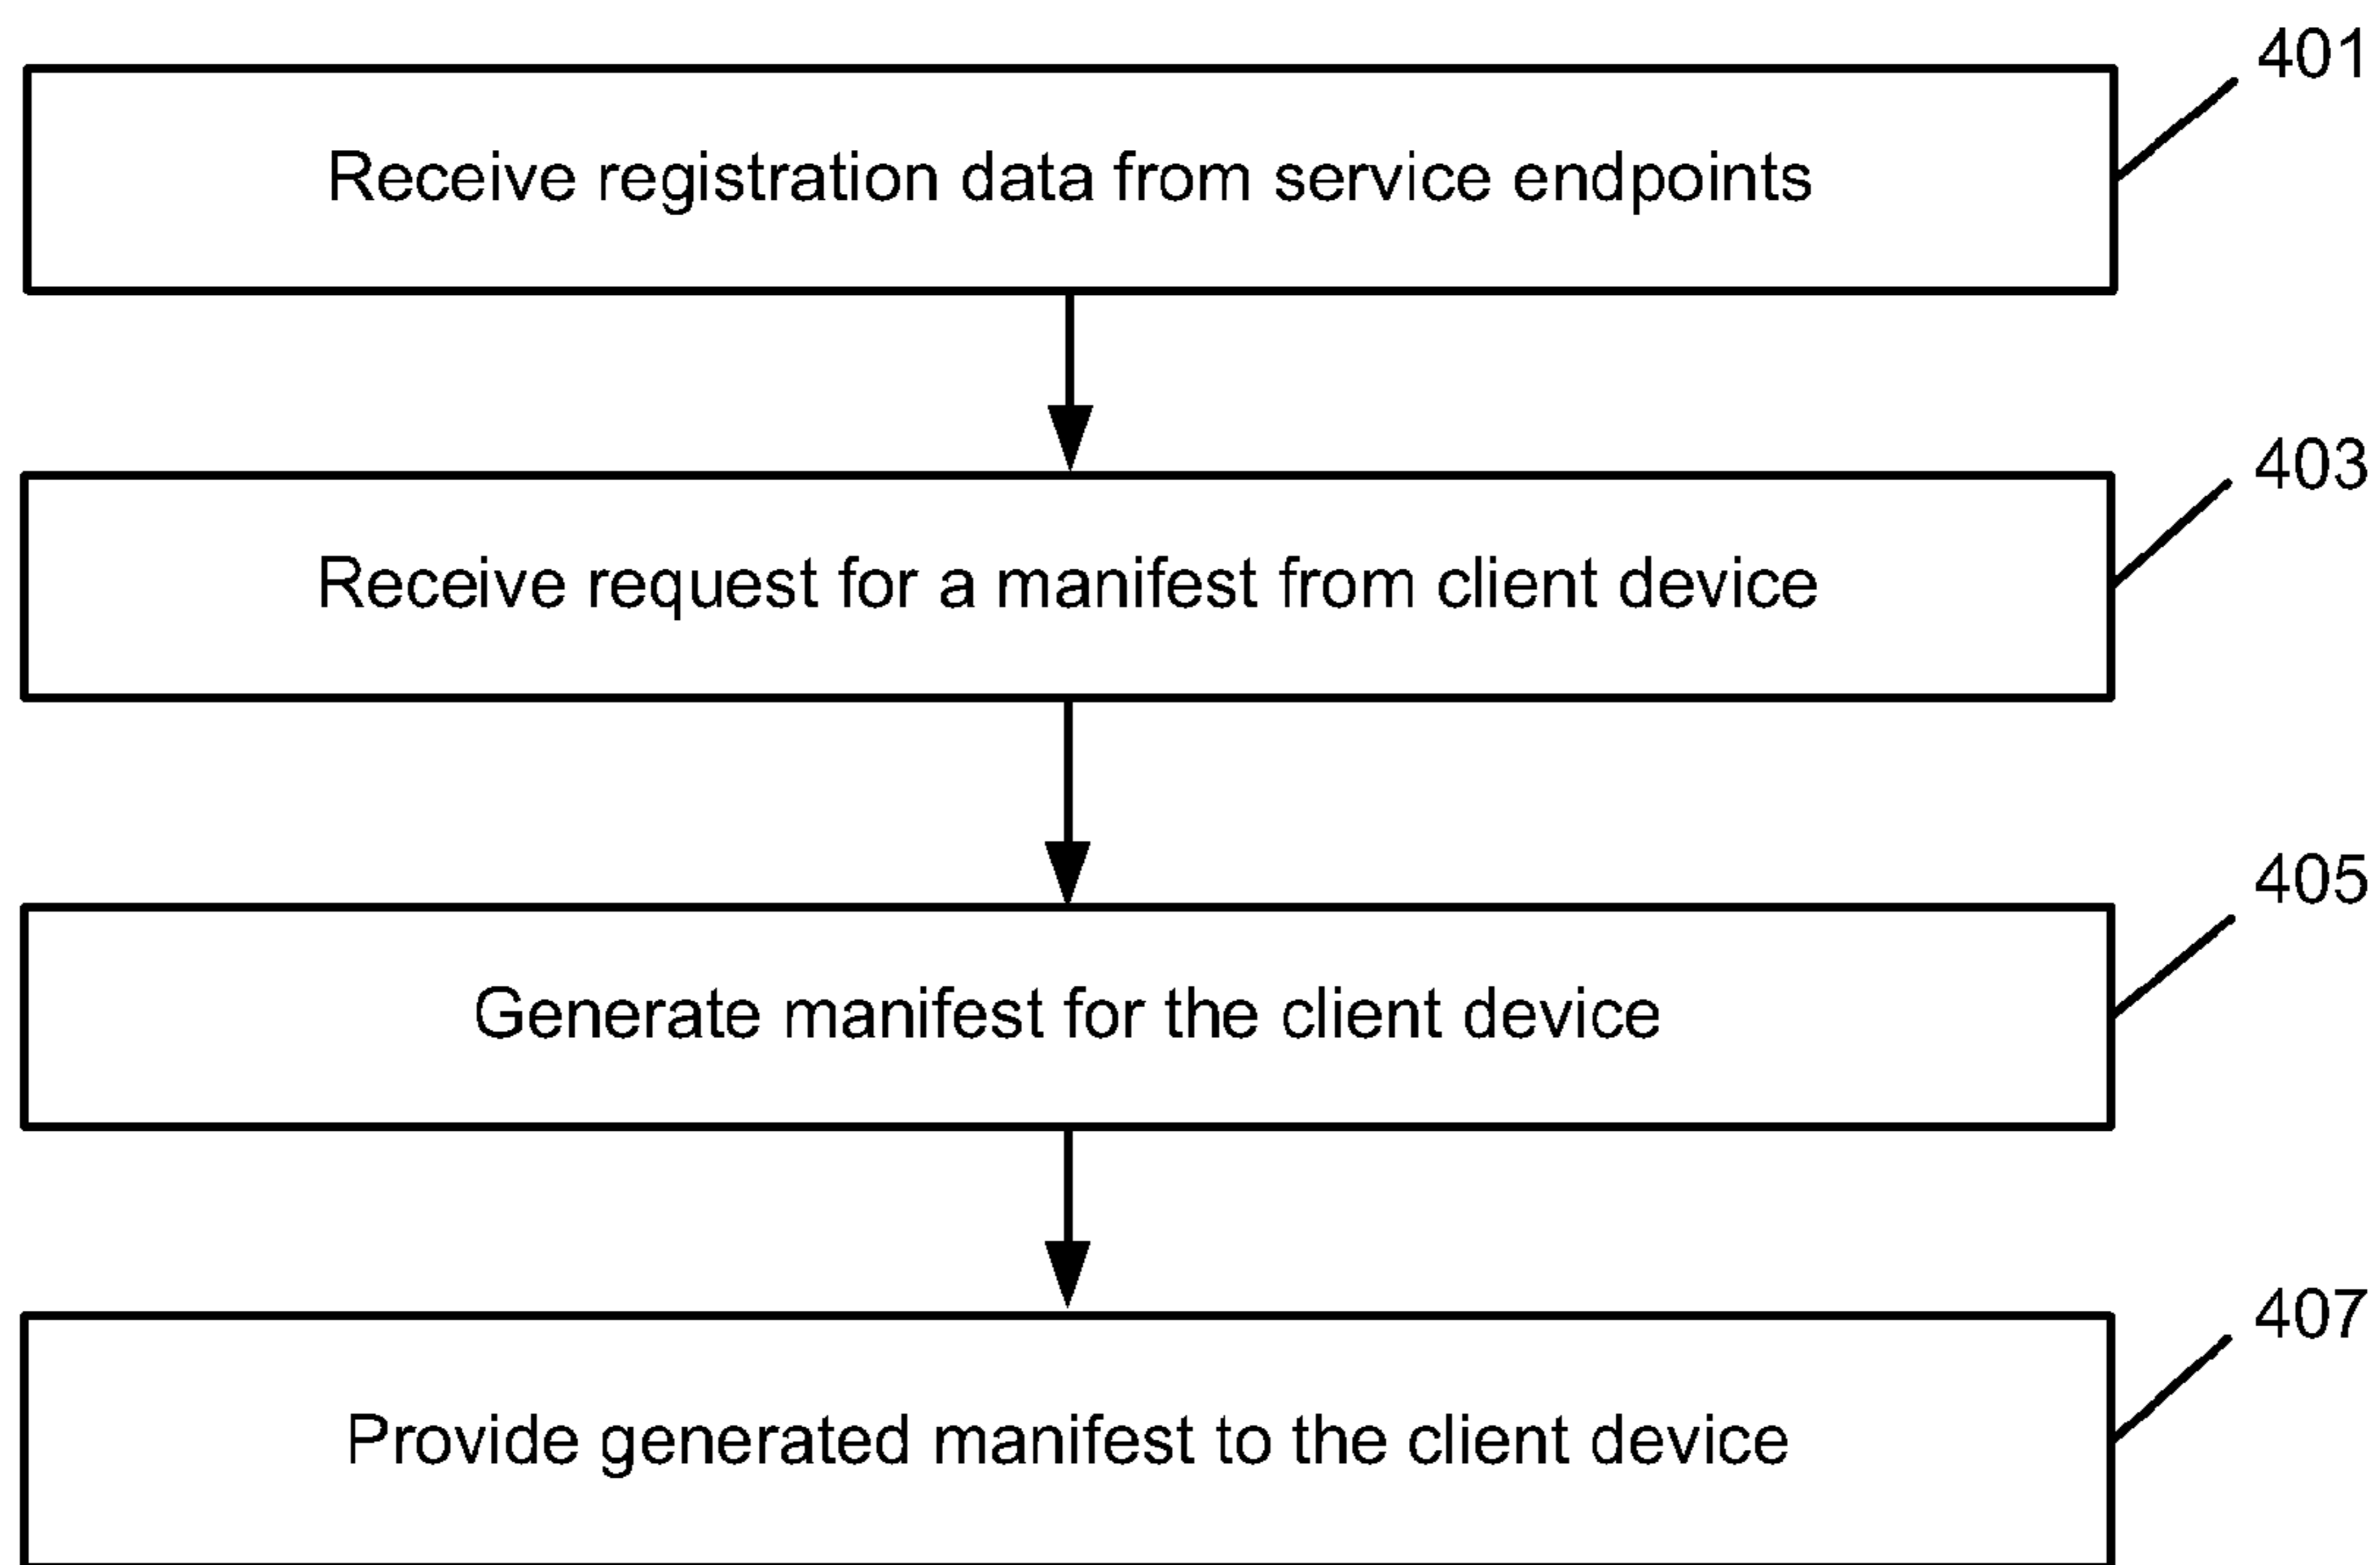 401
Receive registration data from service endpoints
403
Receive request for a manifest from client device
405
Generate manifest for the client device
407
Provide generated manifest to the client device